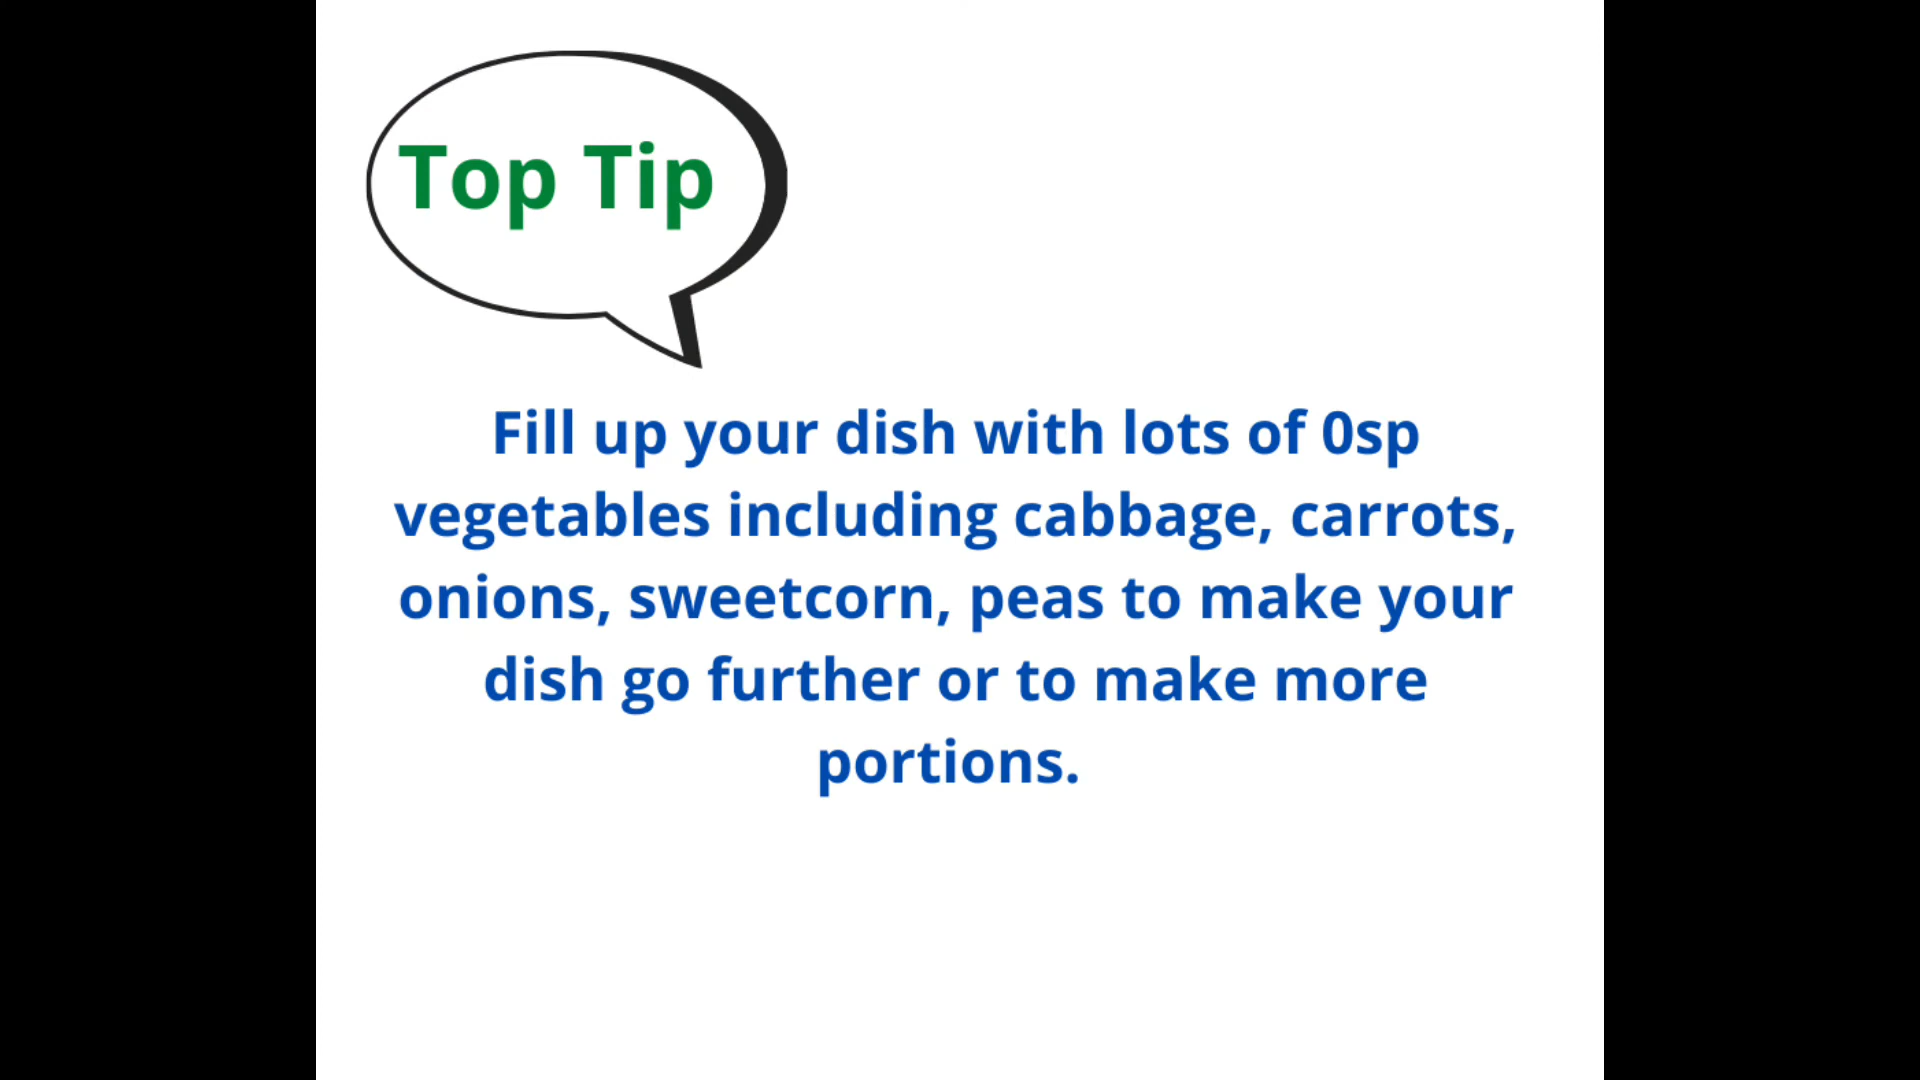 Top Tip
Fill up your dish with lots of 0sp
vegetables including cabbage, carrots,
onions, sweetcorn, peas to make your
dish go further or to make more
portions.